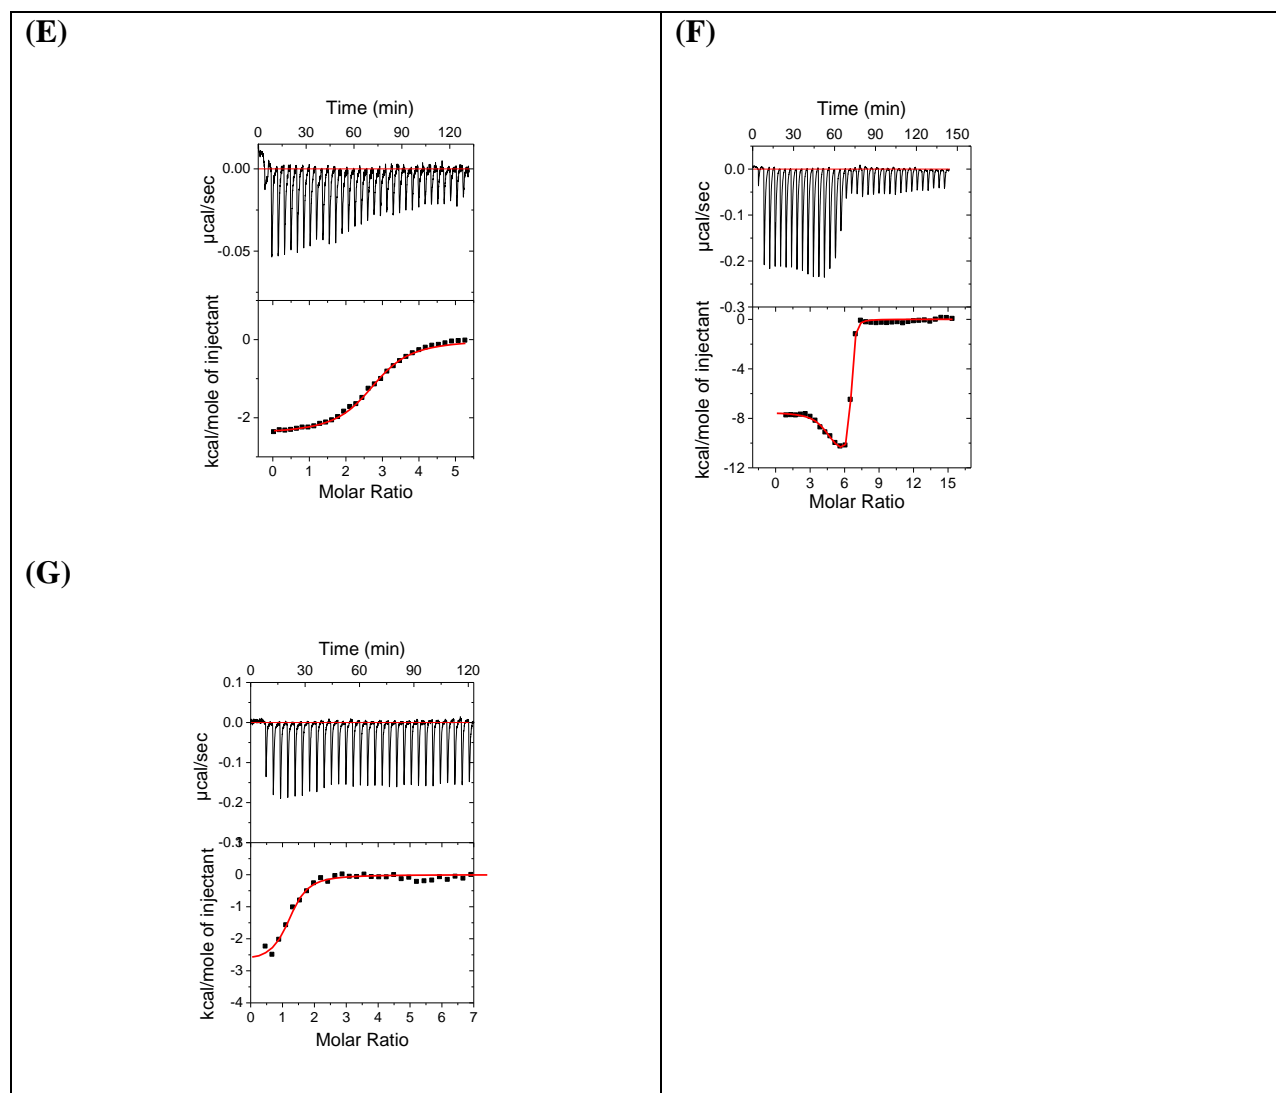 (E)
Time (min)
0 30 60 90 120
0.00
-0.05
µcal/sec
0
-2
kcal/mole of injectant
0 1 2 3 4 5
Molar Ratio
(F)
Time (min)
0 30 60 90 120 150
0.0
-0.1
-0.2
-0.3
µcal/sec
0
-4
-8
-12
kcal/mole of injectant
0 3 6 9 12 15
Molar Ratio
(G)
Time (min)
0 30 60 90 120
0.1
0.0
-0.1
-0.2
-0.3
µcal/sec
1
0
-1
-2
-3
-4
kcal/mole of injectant
0 1 2 3 4 5 6 7
Molar Ratio